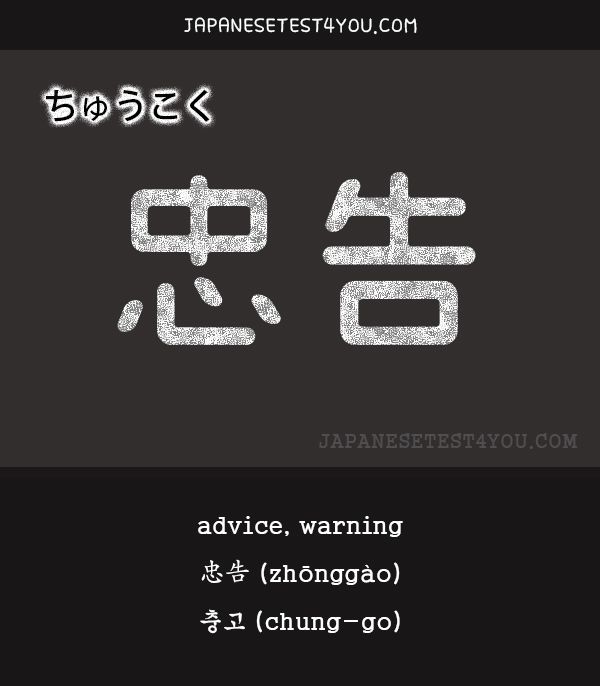 JAPANESETEST4YOU.COM
ちゅうこく
忠告
JAPANESETEST4YOU.COM
advice, warning
忠告 (zhōnggào)
충고 (chung-go)